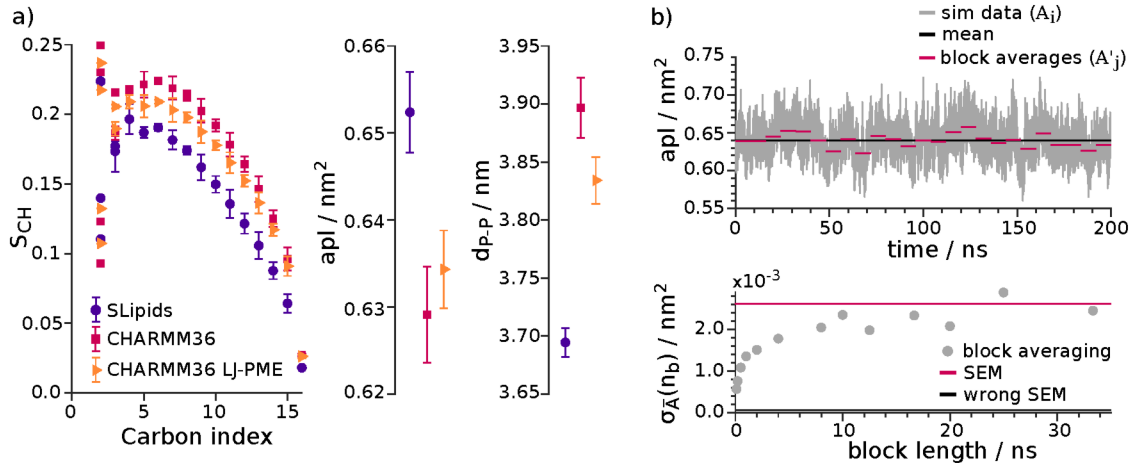 a)
S_CH
0.25
0.20
0.15
0.10
0.05
0.0
SLipids
CHARMM36
CHARMM36 LJ-PME
0 5 10 15
Carbon index
apl / nm²
0.66
0.65
0.64
0.63
0.62
d_P-P / nm
3.95
3.90
3.85
3.80
3.75
3.70
3.65
b)
sim data (A_i)
mean
block averages (A'_j)
apl / nm²
0.75
0.70
0.65
0.60
0.55
0 50 100 150 200
time / ns
x10⁻³
σ_Ā(n_b) / nm²
2.0
1.0
0.0
block averaging
SEM
wrong SEM
0 10 20 30
block length / ns